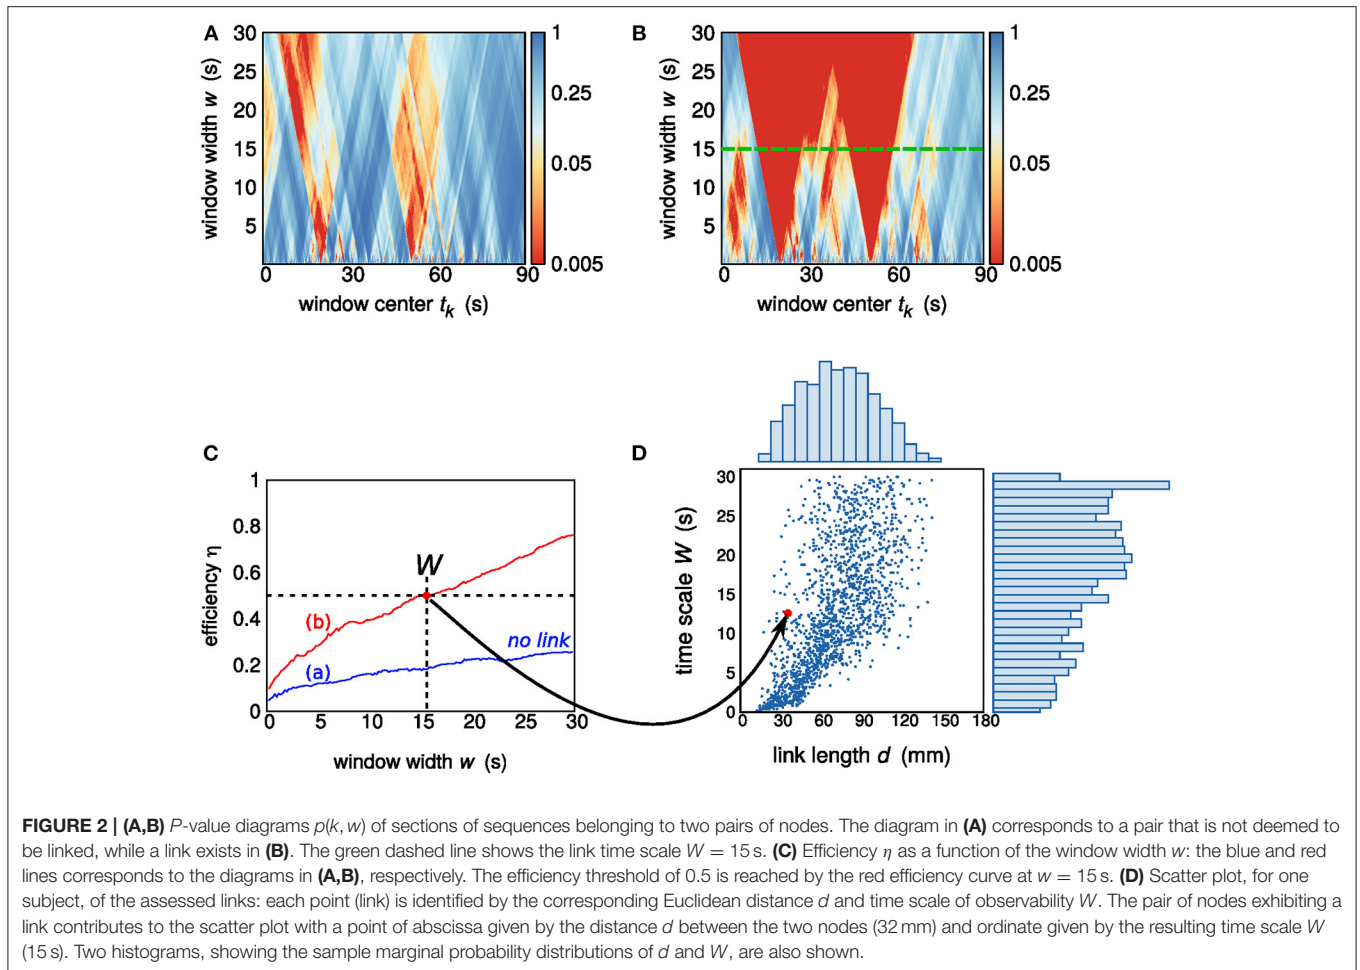 A
30
25
20
15
10
5
window width w (s)
0
30
60
90
window center tk (s)
1
0.25
0.05
0.005
B
30
25
20
15
10
5
window width w (s)
0
30
60
90
window center tk (s)
1
0.25
0.05
0.005
C
1
0.8
0.6
0.4
0.2
0
efficiency η
W
(b)
(a)
no link
0
5
10
15
20
25
30
window width w (s)
D
30
25
20
15
10
5
0
time scale W (s)
0
30
60
90
120
150
180
link length d (mm)
FIGURE 2 | (A,B) P-value diagrams p(k, w) of sections of sequences belonging to two pairs of nodes. The diagram in (A) corresponds to a pair that is not deemed to
be linked, while a link exists in (B). The green dashed line shows the link time scale W = 15 s. (C) Efficiency η as a function of the window width w: the blue and red
lines corresponds to the diagrams in (A,B), respectively. The efficiency threshold of 0.5 is reached by the red efficiency curve at w = 15 s. (D) Scatter plot, for one
subject, of the assessed links: each point (link) is identified by the corresponding Euclidean distance d and time scale of observability W. The pair of nodes exhibiting a
link contributes to the scatter plot with a point of abscissa given by the distance d between the two nodes (32 mm) and ordinate given by the resulting time scale W
(15 s). Two histograms, showing the sample marginal probability distributions of d and W, are also shown.